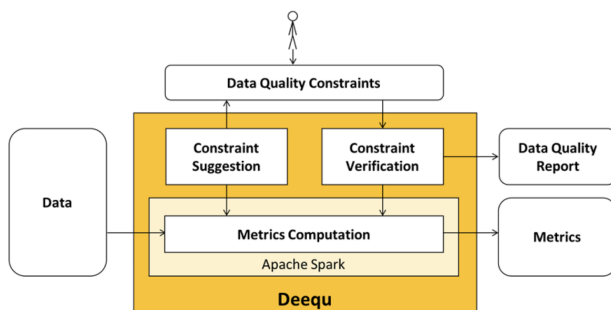 Data Quality Constraints
Constraint
Suggestion
Constraint
Verification
Data Quality
Report
Data
Metrics Computation
Metrics
Apache Spark
Deequ